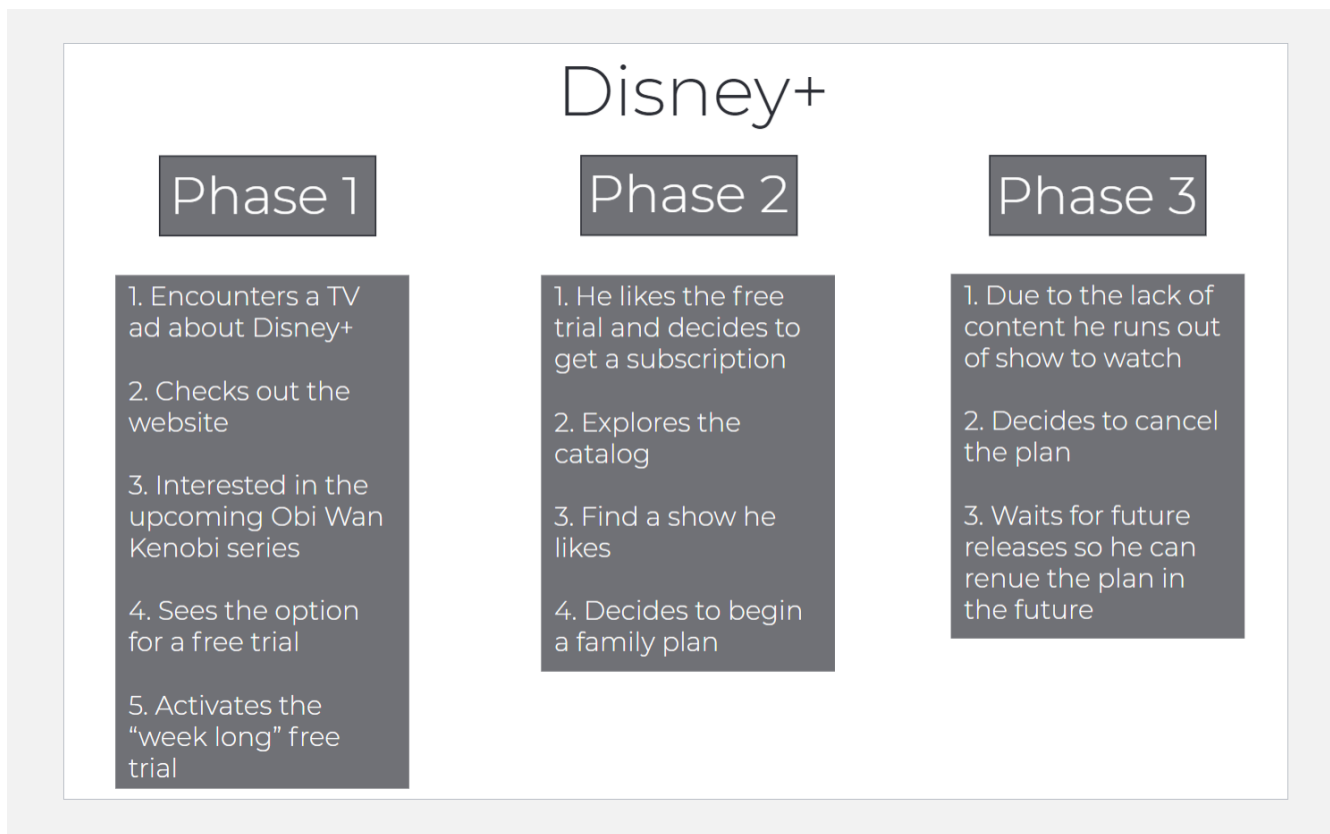 Disney+
Phase 1
1. Encounters a TV
ad about Disney+
2. Checks out the
website
3. Interested in the
upcoming Obi Wan
Kenobi series
4. Sees the option
for a free trial
5. Activates the
“week long” free
trial
Phase 2
1. He likes the free
trial and decides to
get a subscription
2. Explores the
catalog
3. Find a show he
likes
4. Decides to begin
a family plan
Phase 3
1. Due to the lack of
content he runs out
of show to watch
2. Decides to cancel
the plan
3. Waits for future
releases so he can
renue the plan in
the future